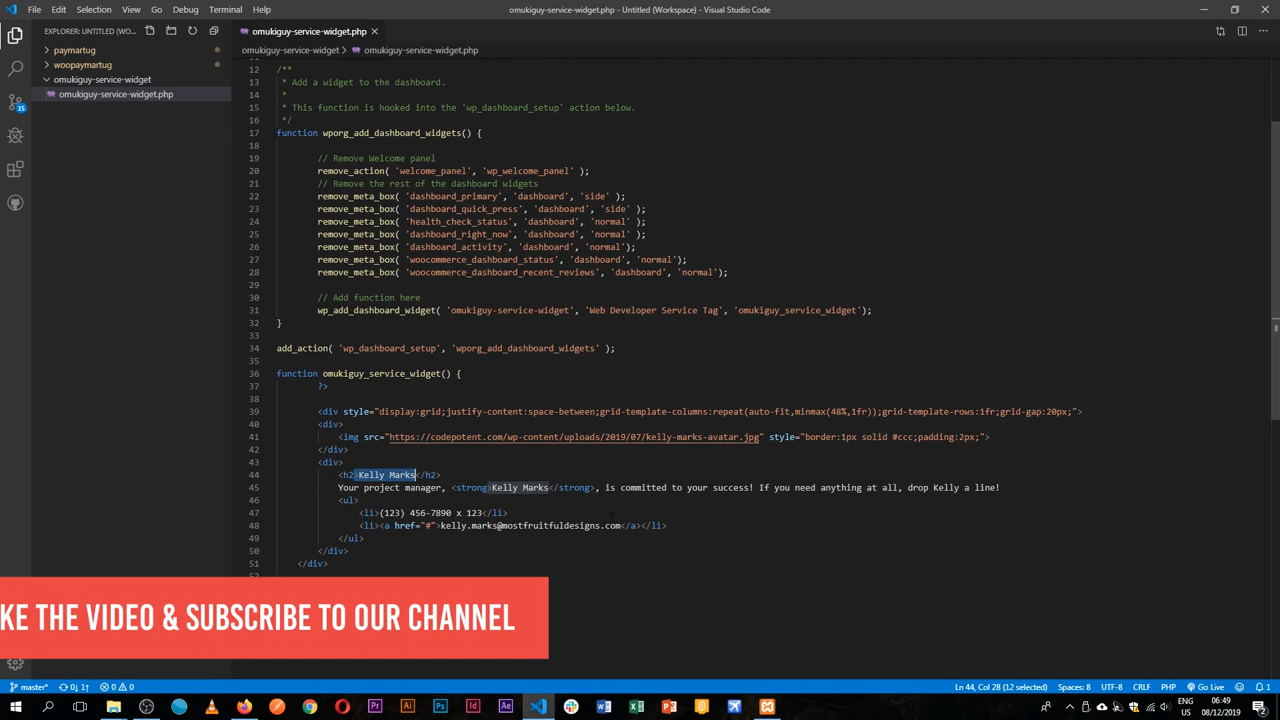 File Edit Selection View Go Debug Terminal Help omukiguy-service-widget.php - Untitled (Workspace) - Visual Studio Code
EXPLORER: UNTITLED (WO...
paymartug
woopaymartug
omukiguy-service-widget
omukiguy-service-widget.php
15
omukiguy-service-widget.php
omukiguy-service-widget > omukiguy-service-widget.php
12 /**
13 * Add a widget to the dashboard.
14 *
15 * This function is hooked into the 'wp_dashboard_setup' action below.
16 */
17 function wporg_add_dashboard_widgets() {
18
19 // Remove Welcome panel
20 remove_action( 'welcome_panel', 'wp_welcome_panel' );
21 // Remove the rest of the dashboard widgets
22 remove_meta_box( 'dashboard_primary', 'dashboard', 'side' );
23 remove_meta_box( 'dashboard_quick_press', 'dashboard', 'side' );
24 remove_meta_box( 'health_check_status', 'dashboard', 'normal' );
25 remove_meta_box( 'dashboard_right_now', 'dashboard', 'normal' );
26 remove_meta_box( 'dashboard_activity', 'dashboard', 'normal');
27 remove_meta_box( 'woocommerce_dashboard_status', 'dashboard', 'normal');
28 remove_meta_box( 'woocommerce_dashboard_recent_reviews', 'dashboard', 'normal');
29
30 // Add function here
31 wp_add_dashboard_widget( 'omukiguy-service-widget', 'Web Developer Service Tag', 'omukiguy_service_widget');
32 }
33
34 add_action( 'wp_dashboard_setup', 'wporg_add_dashboard_widgets' );
35
36 function omukiguy_service_widget() {
37 ?>
38
39 <div style="display:grid;justify-content:space-between;grid-template-columns:repeat(auto-fit,minmax(48%,1fr));grid-template-rows:1fr;grid-gap:20px;">
40 <div>
41 <img src="https://codepotent.com/wp-content/uploads/2019/07/kelly-marks-avatar.jpg" style="border:1px solid #ccc;padding:2px;">
42 </div>
43 <div>
44 <h2>Kelly Marks</h2>
45 Your project manager, <strong>Kelly Marks</strong>, is committed to your success! If you need anything at all, drop Kelly a line!
46 <ul>
47 <li>(123) 456-7890 x 123</li>
48 <li><a href="#">kelly.marks@mostfruitfuldesigns.com</a></li>
49 </ul>
50 </div>
51 </div>
KE THE VIDEO & SUBSCRIBE TO OUR CHANNEL
master* 0↓ 1↑ 0 0 Ln 44, Col 28 (12 selected) Spaces: 8 UTF-8 CRLF PHP Go Live 1
ENG 06:49
US 08/12/2019